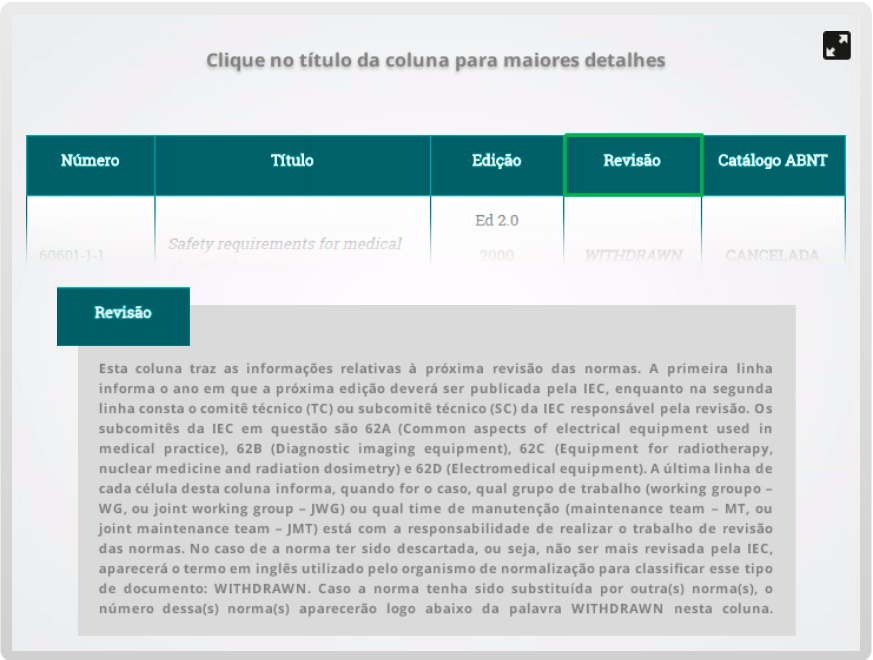 Clique no título da coluna para maiores detalhes
Número Título Edição Revisão Catálogo ABNT
Ed 2.0
Safety requirements for medical
60601-1-1 2000 WITHDRAWN CANCELADA
Revisão
Esta coluna traz as informações relativas à próxima revisão das normas. A primeira linha
informa o ano em que a próxima edição deverá ser publicada pela IEC, enquanto na segunda
linha consta o comitê técnico (TC) ou subcomitê técnico (SC) da IEC responsável pela revisão. Os
subcomitês da IEC em questão são 62A (Common aspects of electrical equipment used in
medical practice), 62B (Diagnostic imaging equipment), 62C (Equipment for radiotherapy,
nuclear medicine and radiation dosimetry) e 62D (Electromedical equipment). A última linha de
cada célula desta coluna informa, quando for o caso, qual grupo de trabalho (working groupo –
WG, ou joint working group – JWG) ou qual time de manutenção (maintenance team – MT, ou
joint maintenance team – JMT) está com a responsabilidade de realizar o trabalho de revisão
das normas. No caso de a norma ter sido descartada, ou seja, não ser mais revisada pela IEC,
aparecerá o termo em inglês utilizado pelo organismo de normalização para classificar esse tipo
de documento: WITHDRAWN. Caso a norma tenha sido substituída por outra(s) norma(s), o
número dessa(s) norma(s) aparecerão logo abaixo da palavra WITHDRAWN nesta coluna.